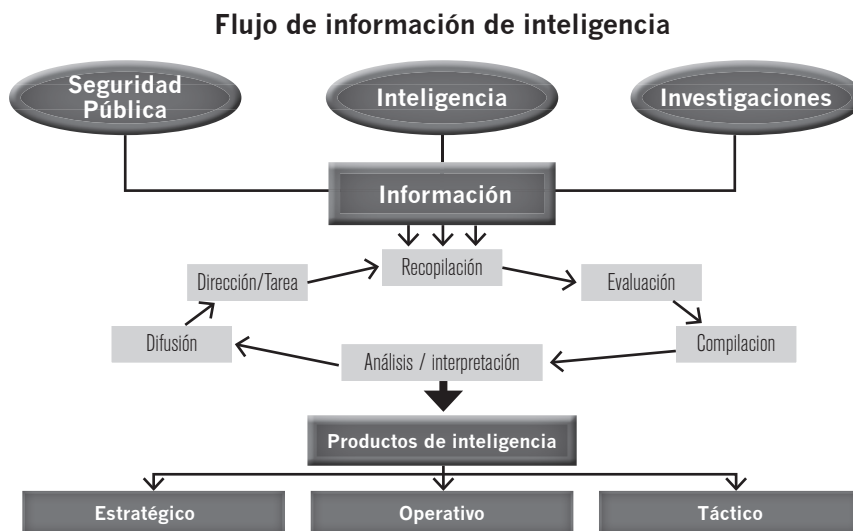 Flujo de información de inteligencia
Seguridad
Pública
Inteligencia
Investigaciones
Información
Recopilación
Dirección/Tarea
Evaluación
Difusión
Compilacion
Análisis / interpretación
Productos de inteligencia
Estratégico
Operativo
Táctico